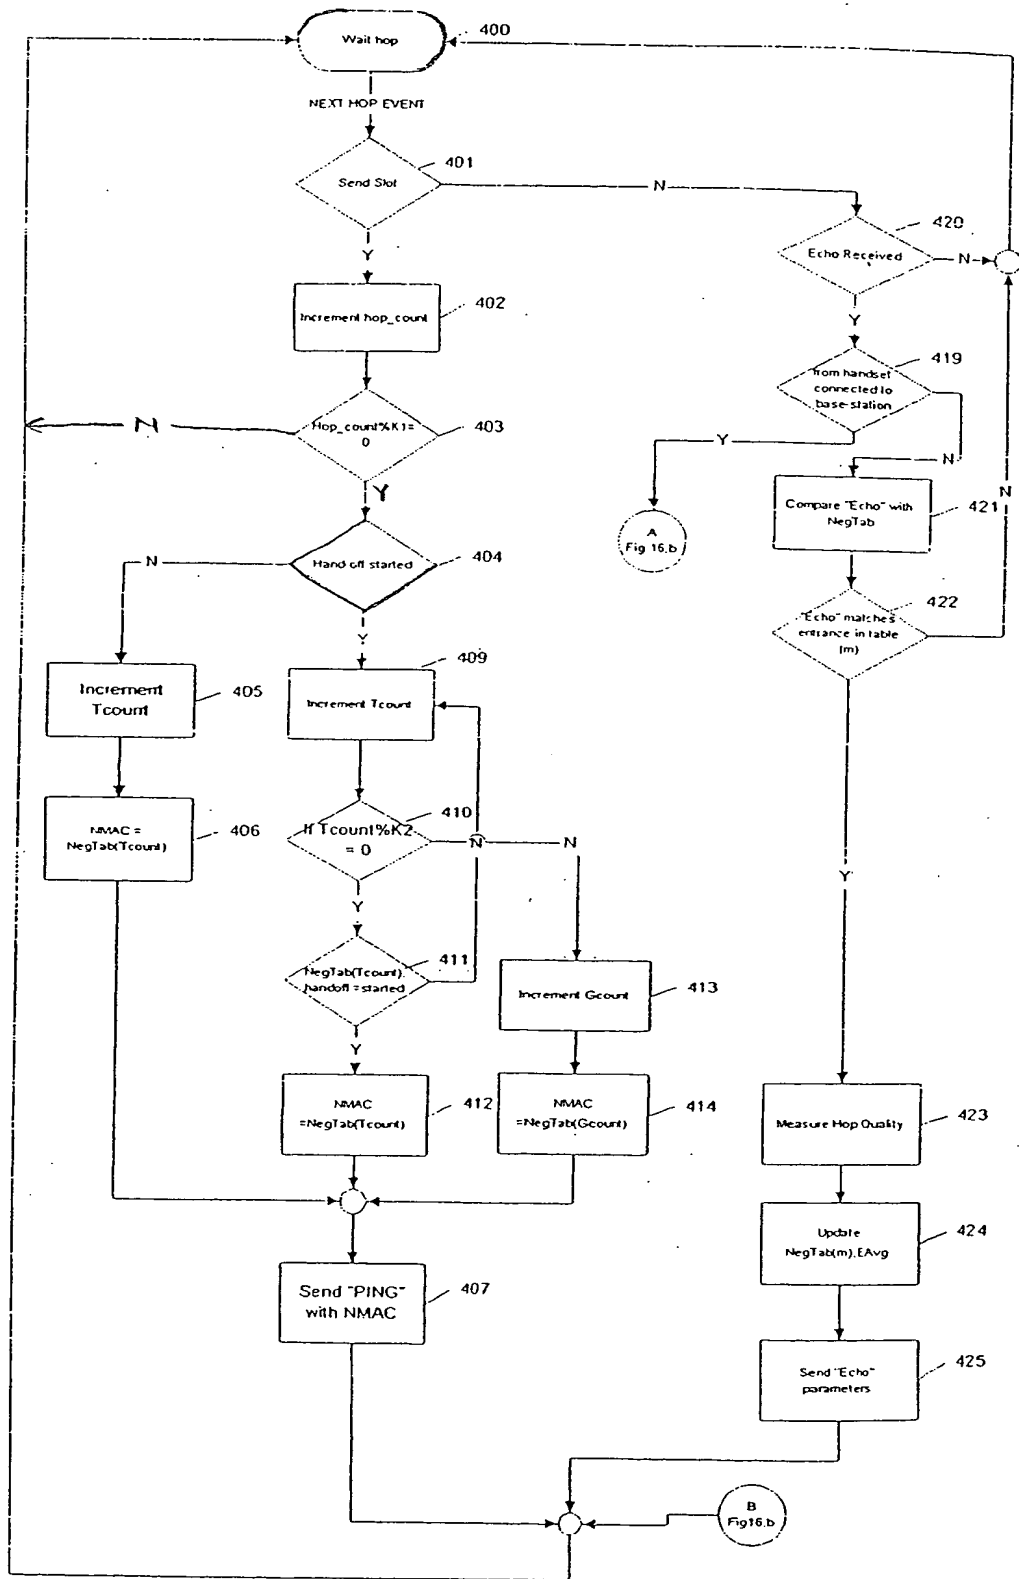 Wait hop
400
NEXT HOP EVENT
401
Send Slot
N
420
Y
Echo Received
N
402
Increment hop_count
Y
419
from handset
connected to
base-station
N
Hop_count%K1=
0
403
Y
Y
N
Compare "Echo" with
NegTab
421
N
A
Fig 16.b
N
Hand off started
404
422
"Echo" matches
entrance in table
(m)
Y
409
Increment
Tcount
405
Increment Tcount
410
If Tcount%K2
= 0
N
N
NMAC =
NegTab(Tcount)
406
Y
Y
411
NegTab(Tcount).
handoff=started
Increment Gcount
413
Y
NMAC
=NegTab(Tcount)
412
NMAC
=NegTab(Gcount)
414
Measure Hop Quality
423
Update
NegTab(m).EAvg
424
Send "PING"
with NMAC
407
Send "Echo"
parameters
425
B
Fig16.b